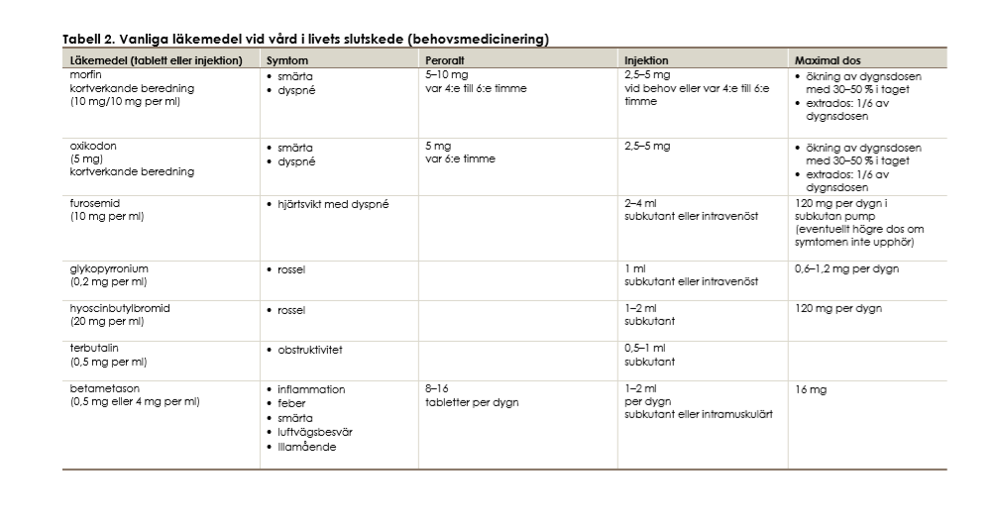 Tabell 2. Vanliga läkemedel vid vård i livets slutskede (behovsmedicinering)
Läkemedel (tablett eller injektion) Symtom Peroralt Injektion Maximal dos
morfin
kortverkande beredning
(10 mg/10 mg per ml)
• smärta
• dyspné
5–10 mg
var 4:e till 6:e timme
2,5–5 mg
vid behov eller var 4:e till 6:e
timme
• ökning av dygnsdosen
med 30–50 % i taget
• extrados: 1/6 av
dygnsdosen
oxikodon
(5 mg)
kortverkande beredning
• smärta
• dyspné
5 mg
var 6:e timme
2,5–5 mg
• ökning av dygnsdosen
med 30–50 % i taget
• extrados: 1/6 av
dygnsdosen
furosemid
(10 mg per ml)
• hjärtsvikt med dyspné
2–4 ml
subkutant eller intravenöst
120 mg per dygn i
subkutan pump
(eventuellt högre dos om
symtomen inte upphör)
glykopyrronium
(0,2 mg per ml)
• rossel
1 ml
subkutant eller intravenöst
0,6–1,2 mg per dygn
hyoscinbutylbromid
(20 mg per ml)
• rossel
1–2 ml
subkutant
120 mg per dygn
terbutalin
(0,5 mg per ml)
• obstruktivitet
0,5–1 ml
subkutant
betametason
(0,5 mg eller 4 mg per ml)
• inflammation
• feber
• smärta
• luftvägsbesvär
• illamående
8–16
tabletter per dygn
1–2 ml
per dygn
subkutant eller intramuskulärt
16 mg